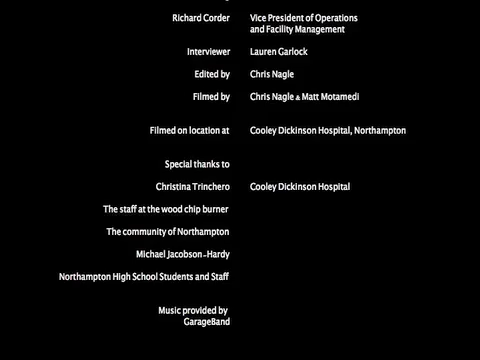 Richard Corder Vice President of Operations
and Facility Management
Interviewer Lauren Garlock
Edited by Chris Nagle
Filmed by Chris Nagle & Matt Motamedi
Filmed on location at Cooley Dickinson Hospital, Northampton
Special thanks to
Christina Trinchero Cooley Dickinson Hospital
The staff at the wood chip burner
The community of Northampton
Michael Jacobson-Hardy
Northampton High School Students and Staff
Music provided by
GarageBand